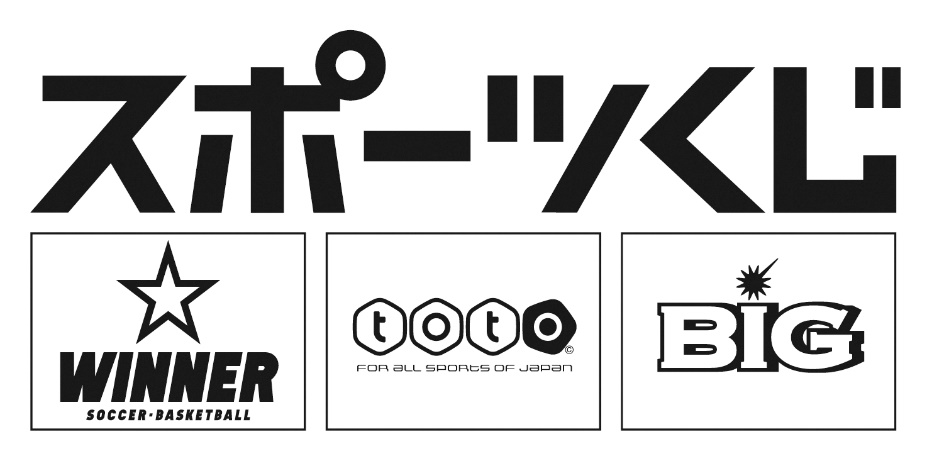 スポーツくじ
WINNER
SOCCER・BASKETBALL
toto
©
FOR ALL SPORTS OF JAPAN
BIG